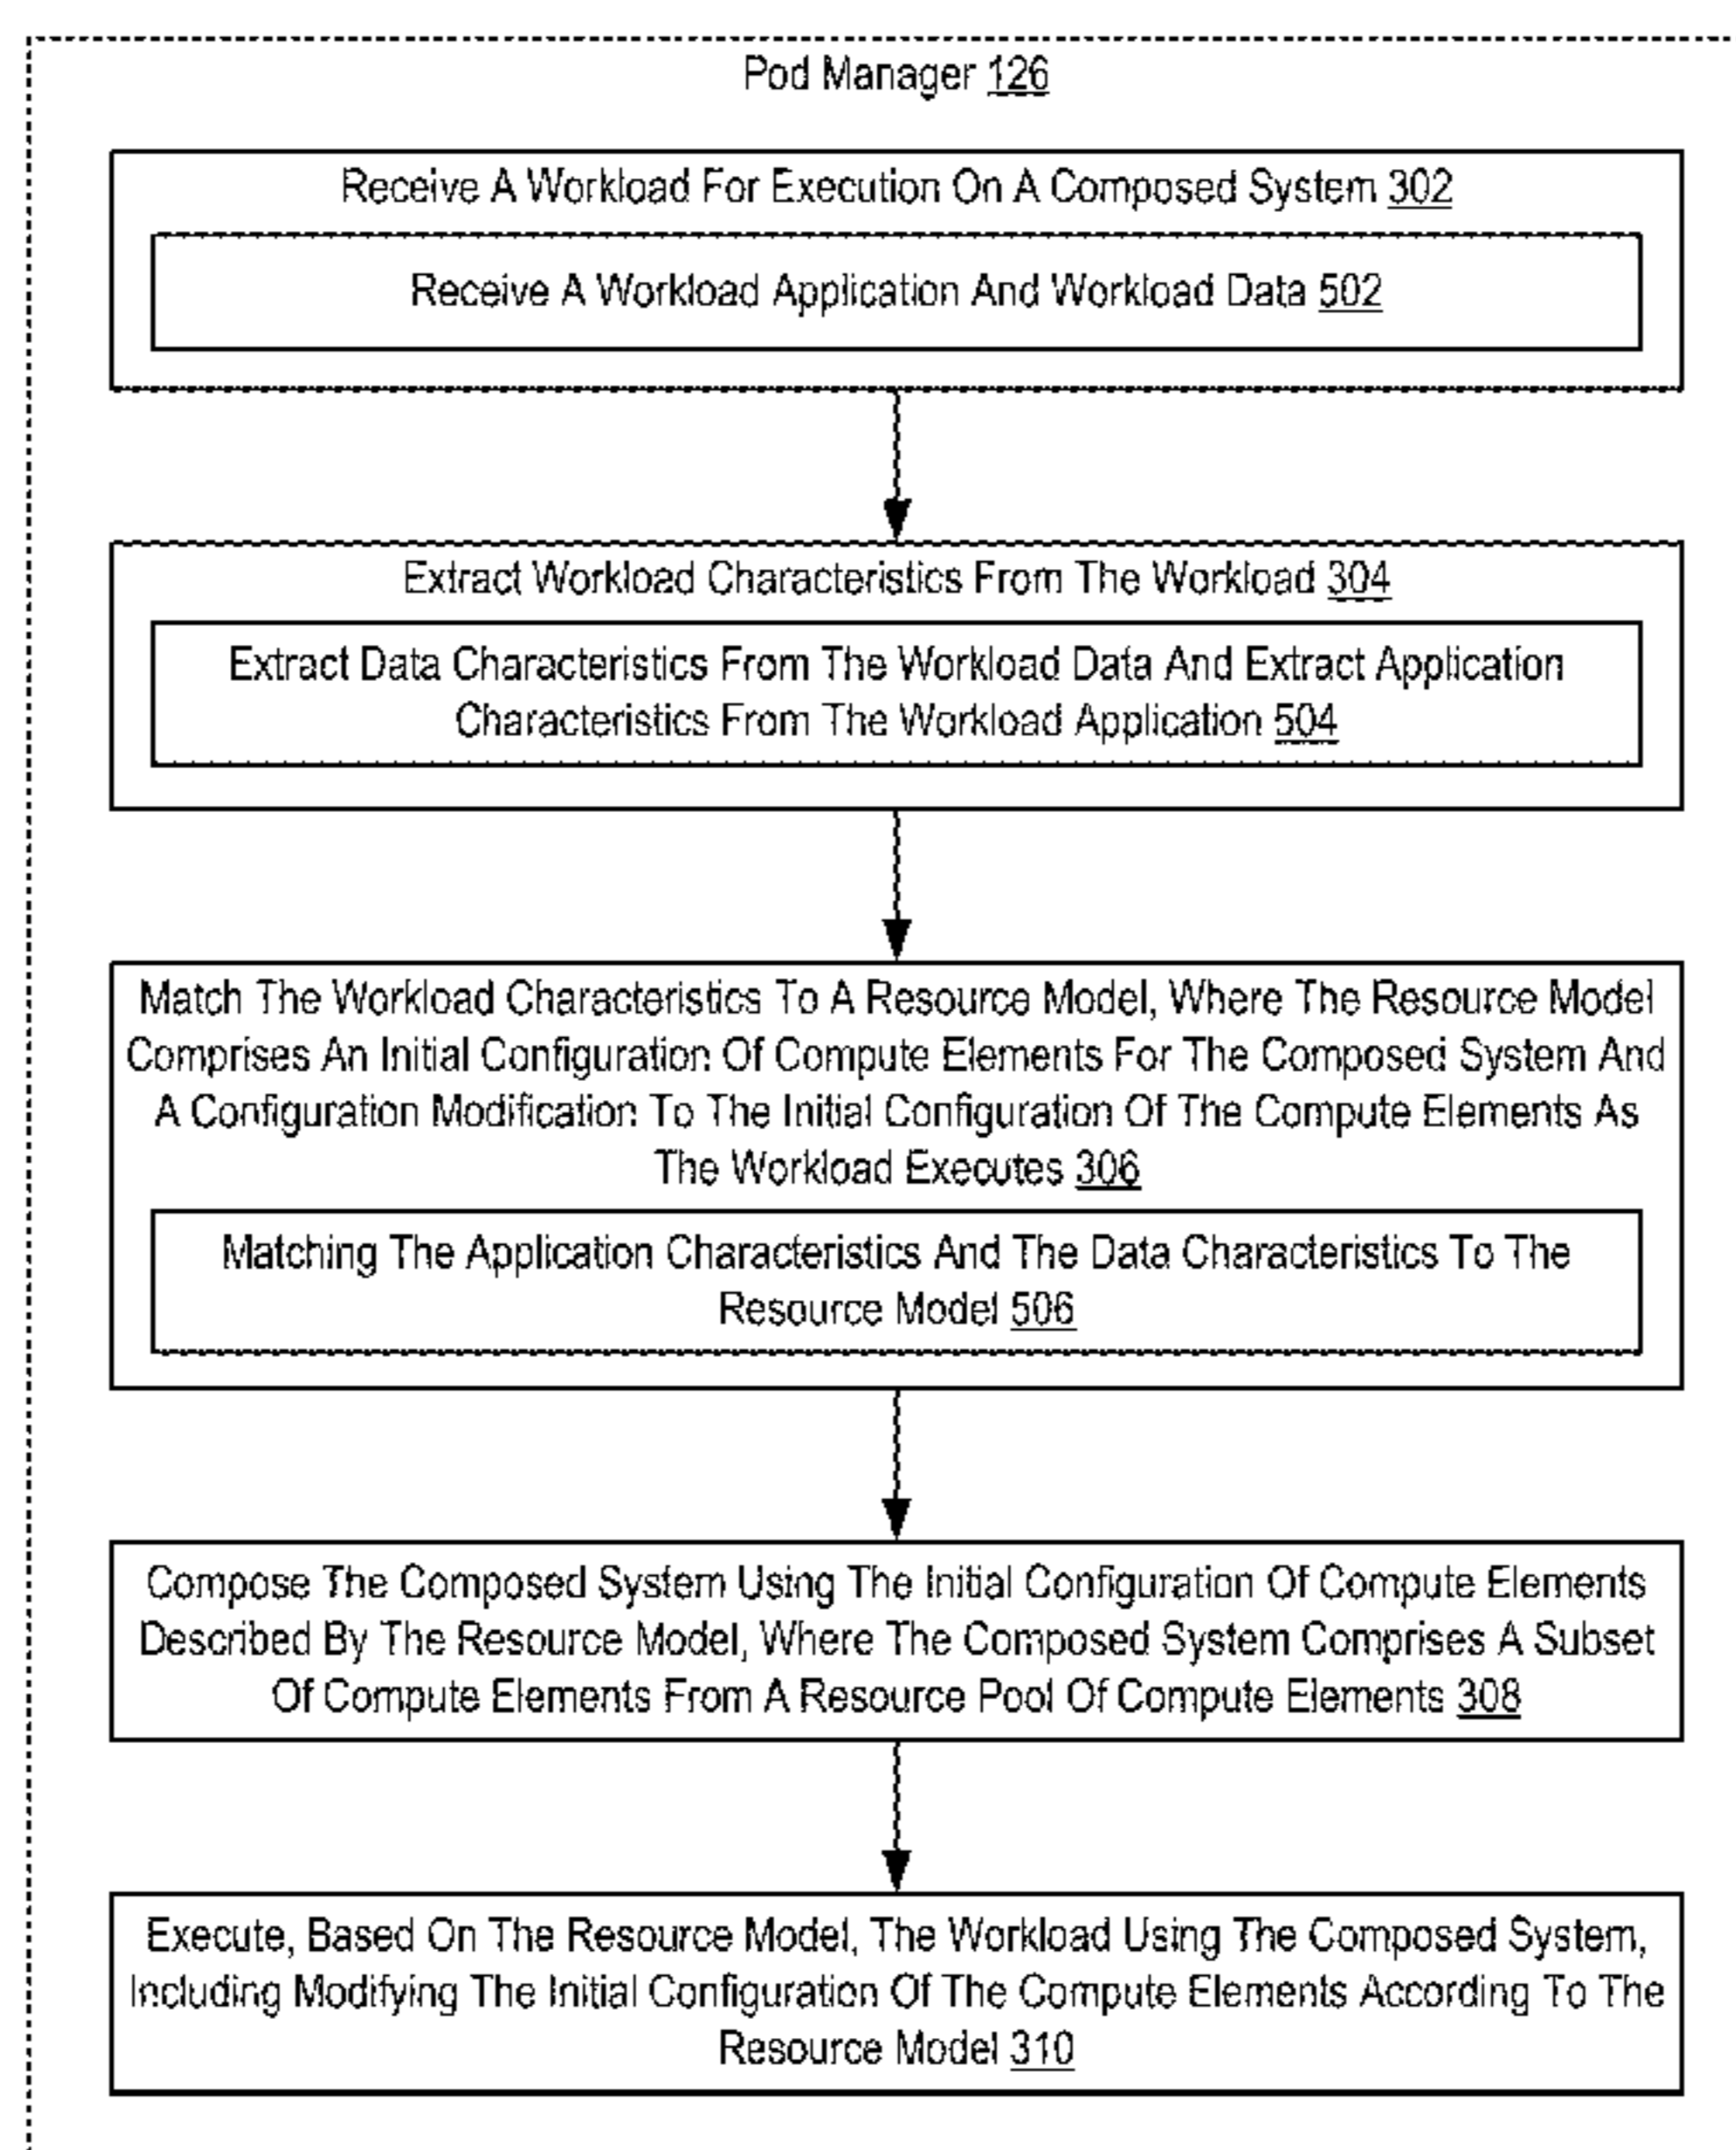 Pod Manager 126
Receive A Workload For Execution On A Composed System 302
Receive A Workload Application And Workload Data 502
Extract Workload Characteristics From The Workload 304
Extract Data Characteristics From The Workload Data And Extract Application
Characteristics From The Workload Application 504
Match The Workload Characteristics To A Resource Model, Where The Resource Model
Comprises An Initial Configuration Of Compute Elements For The Composed System And
A Configuration Modification To The Initial Configuration Of The Compute Elements As
The Workload Executes 306
Matching The Application Characteristics And The Data Characteristics To The
Resource Model 506
Compose The Composed System Using The Initial Configuration Of Compute Elements
Described By The Resource Model, Where The Composed System Comprises A Subset
Of Compute Elements From A Resource Pool Of Compute Elements 308
Execute, Based On The Resource Model, The Workload Using The Composed System,
Including Modifying The Initial Configuration Of The Compute Elements According To The
Resource Model 310